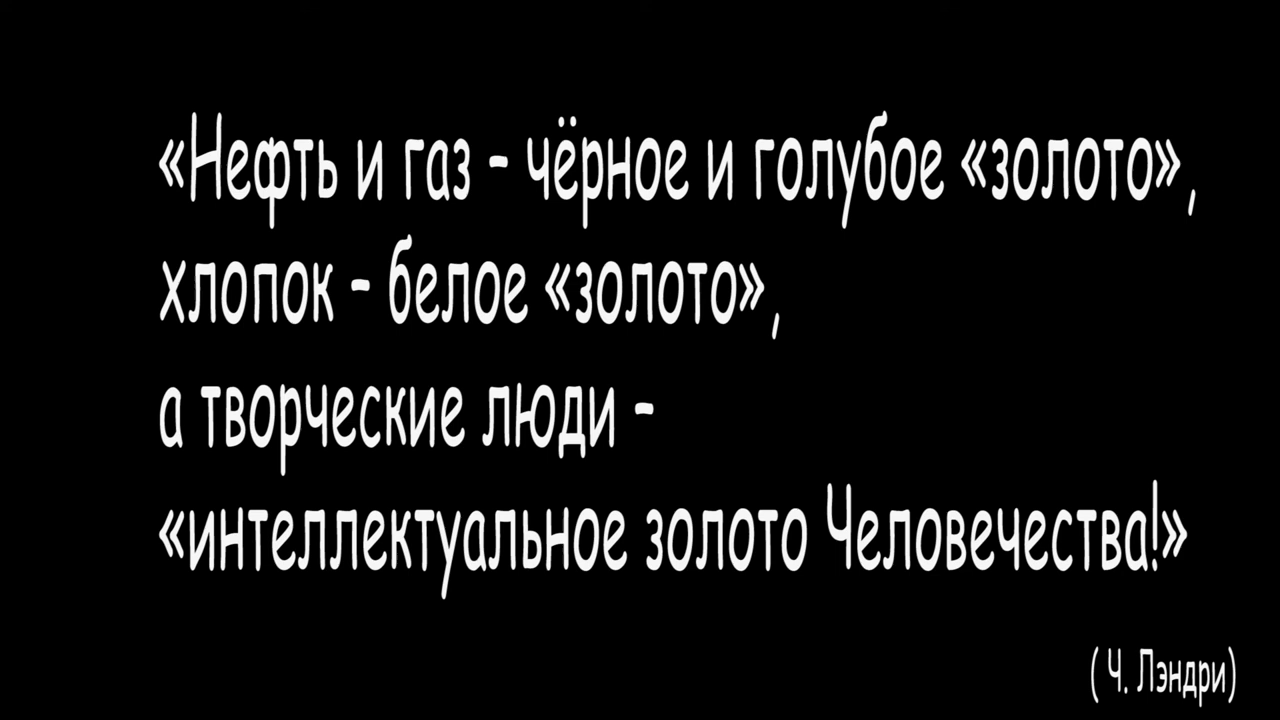 «Нефть и газ - чёрное и голубое «золото»,
хлопок - белое «золото»,
а творческие люди -
«интеллектуальное золото Человечества!»
( Ч. Лэндри)